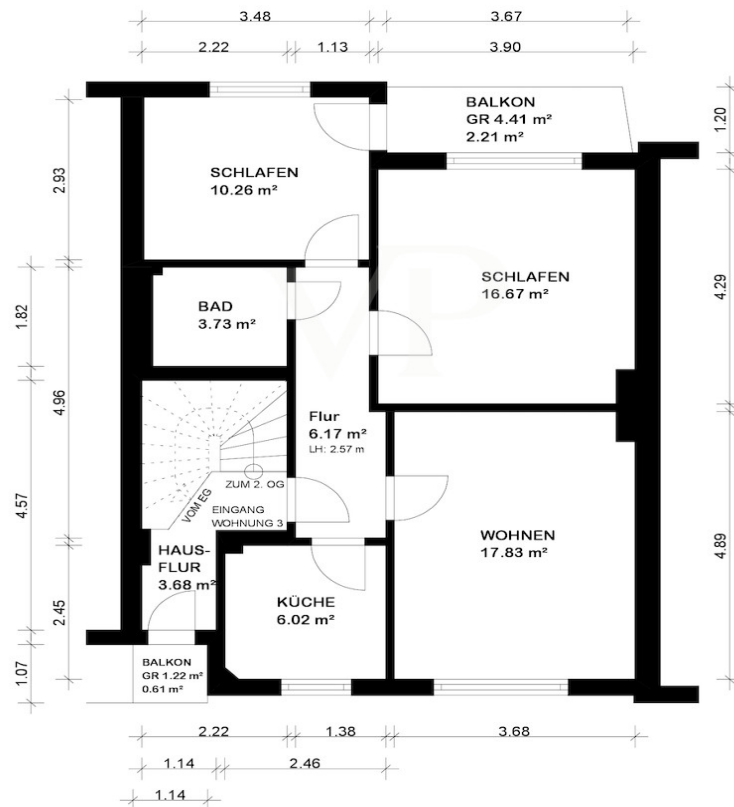 3.48
3.67
2.22
1.13
3.90
BALKON
GR 4.41 m²
2.21 m²
1.20
2.93
SCHLAFEN
10.26 m²
SCHLAFEN
16.67 m²
4.29
VP
BAD
3.73 m²
1.82
4.96
Flur
6.17 m²
LH: 2.57 m
ZUM 2. OG
VOM EG
EINGANG
WOHNUNG 3
4.57
WOHNEN
17.83 m²
4.89
HAUS-
FLUR
3.68 m²
KÜCHE
6.02 m²
2.45
1.07
BALKON
GR 1.22 m²
0.61 m²
2.22
1.38
3.68
1.14
2.46
1.14